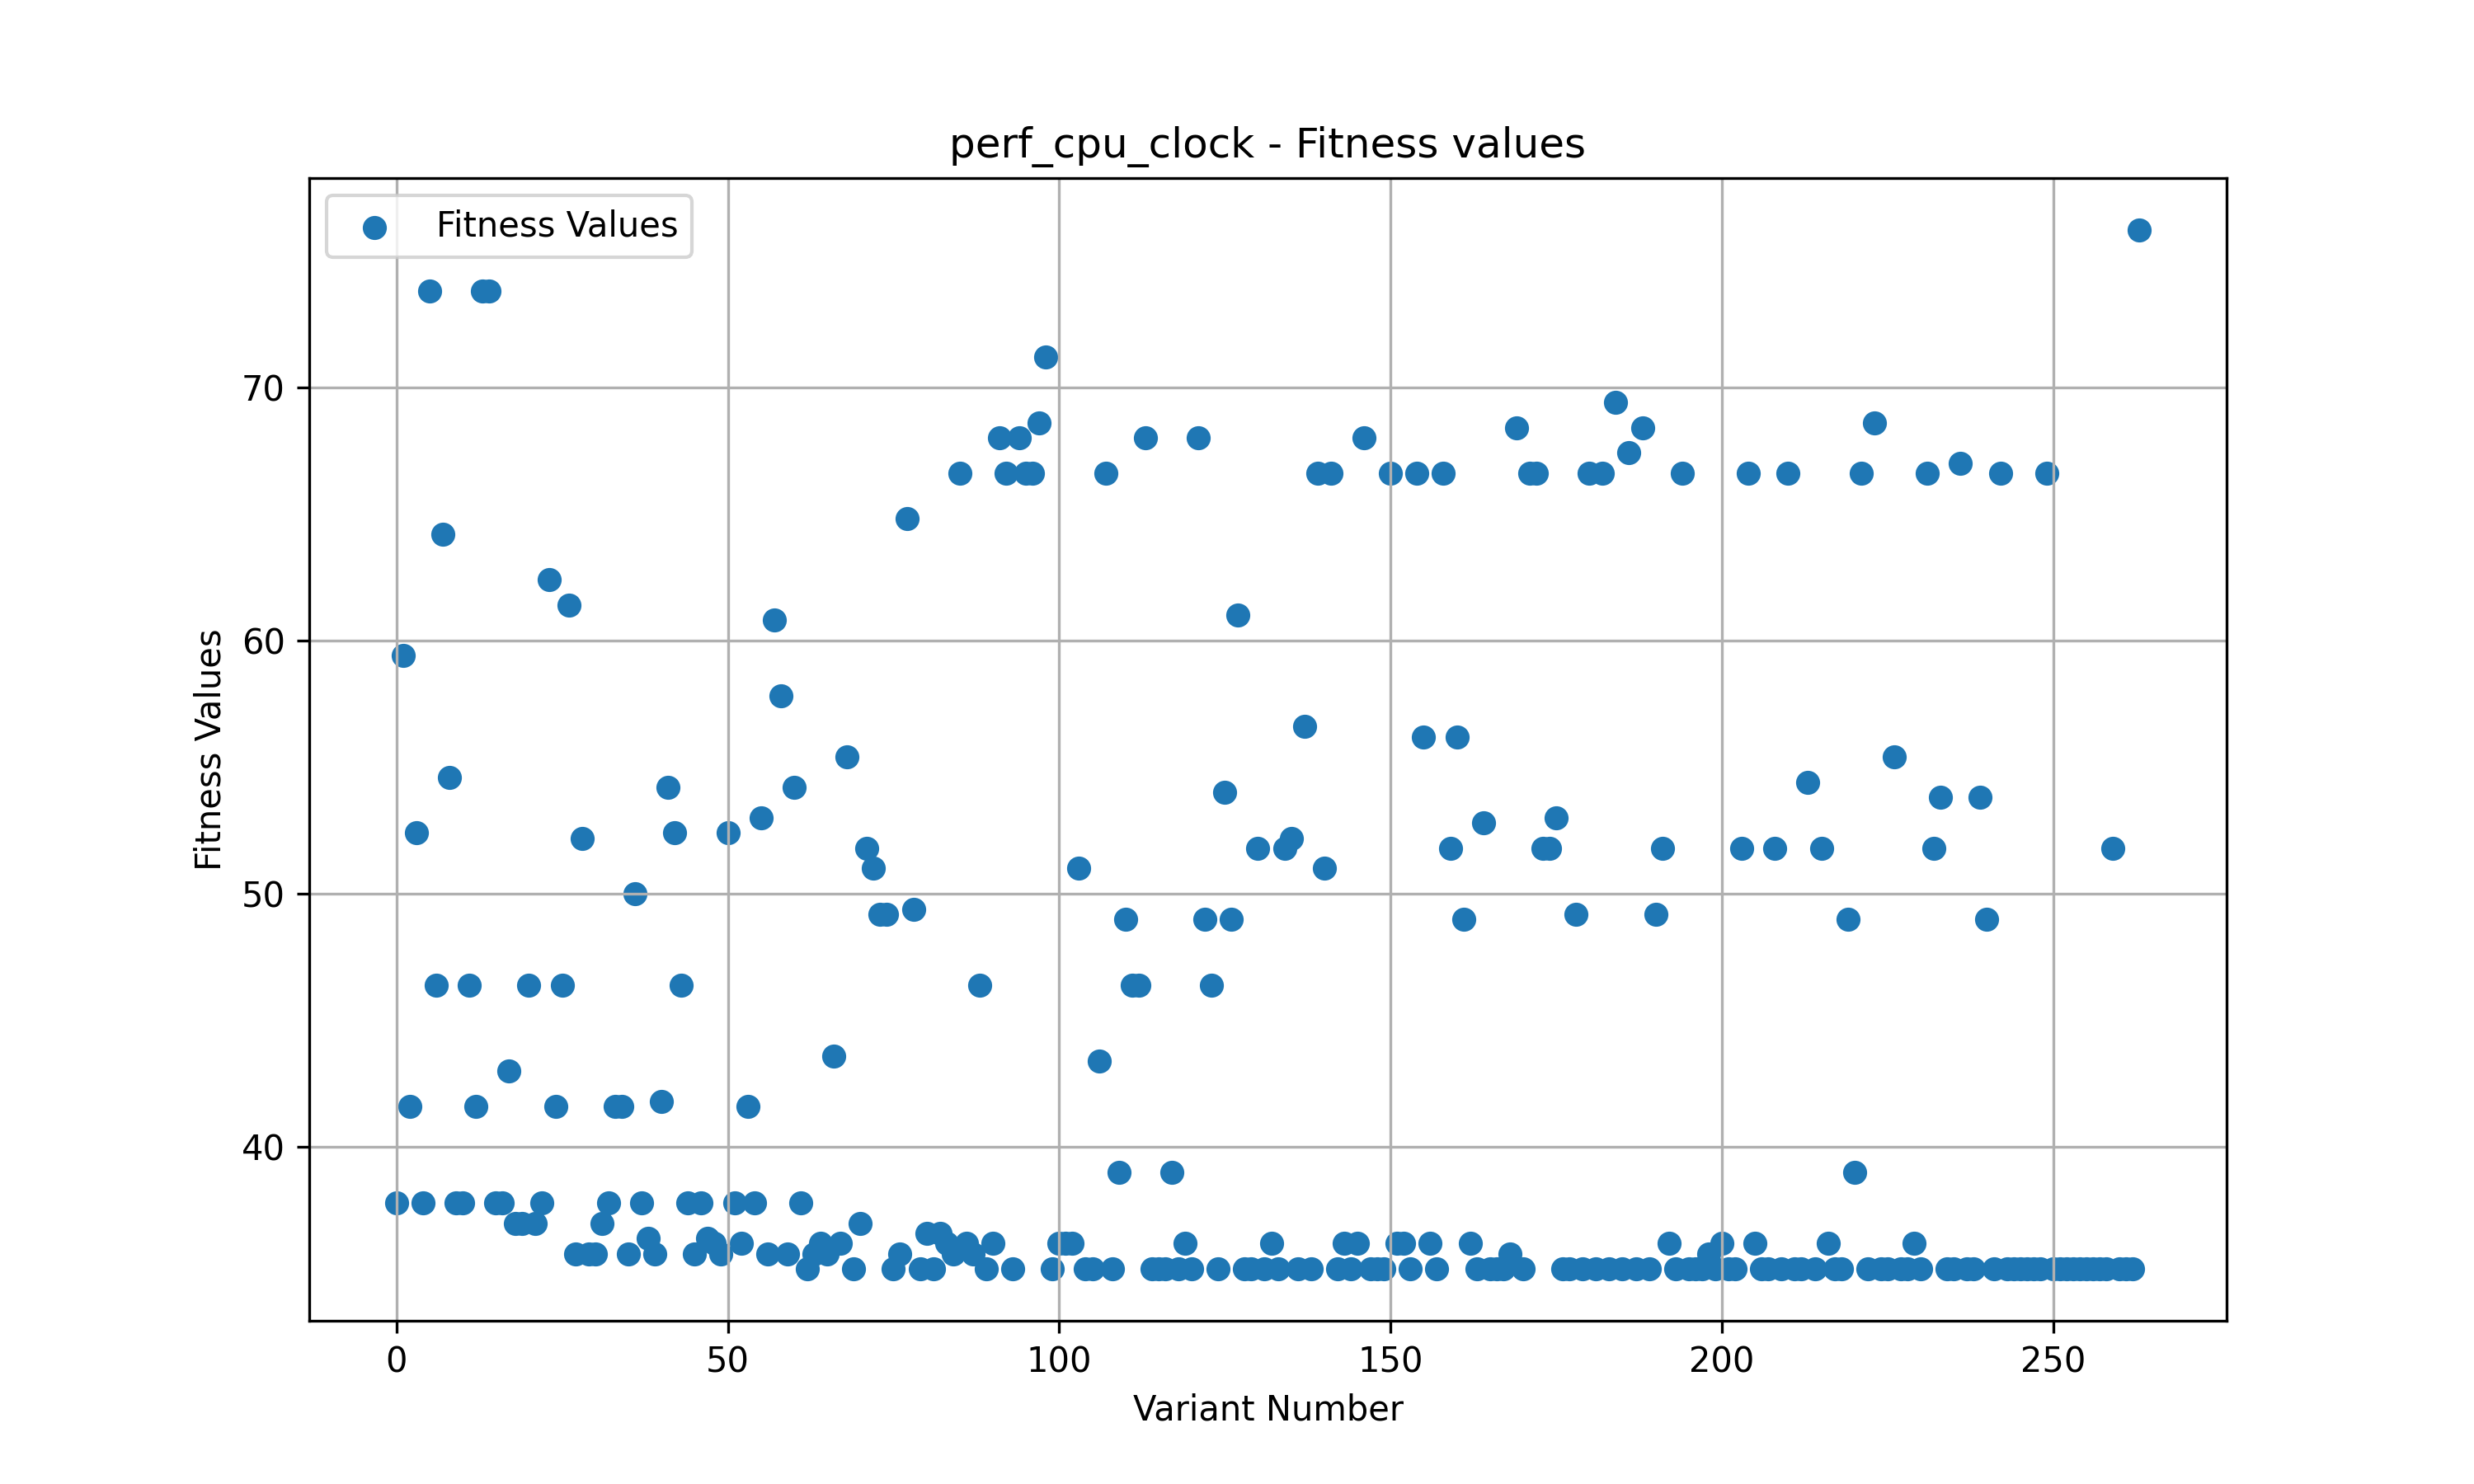 perf_cpu_clock - Fitness values
Fitness Values
70
60
50
40
Fitness Values
0 50 100 150 200 250
Variant Number